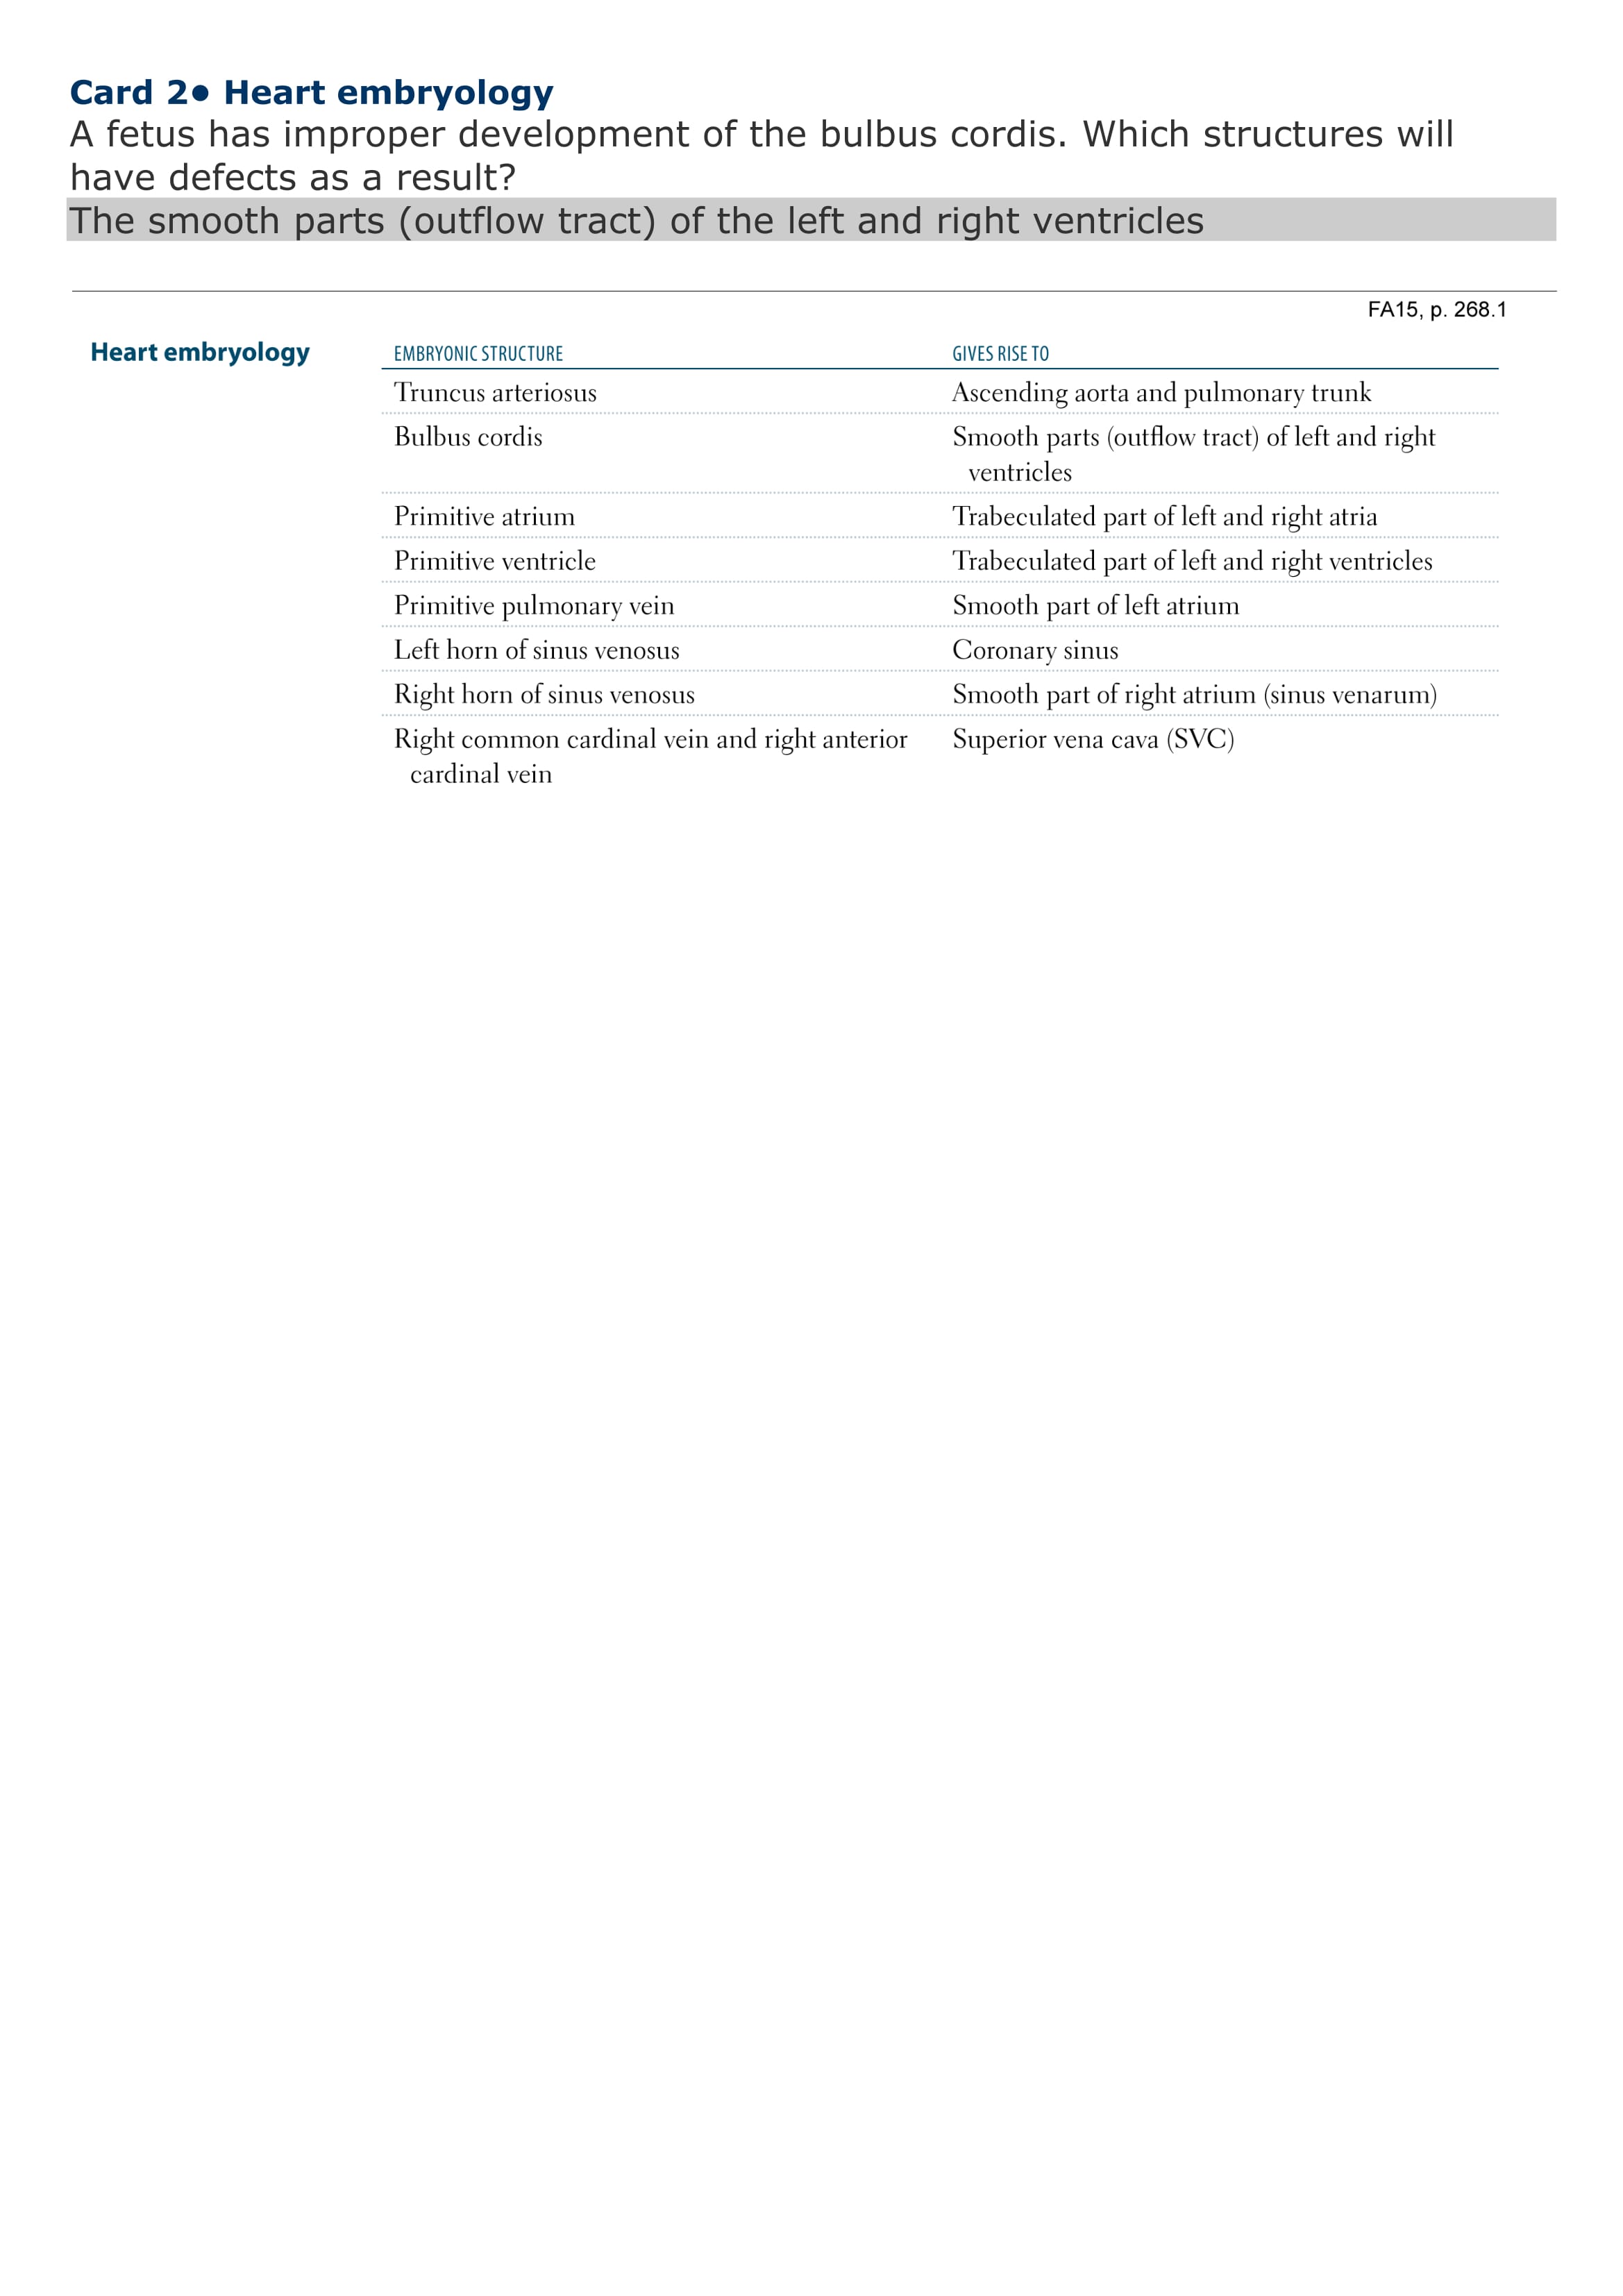 Card 2● Heart embryology
A fetus has improper development of the bulbus cordis. Which structures will
have defects as a result?
The smooth parts (outflow tract) of the left and right ventricles
FA15, p. 268.1
Heart embryology EMBRYONIC STRUCTURE GIVES RISE TO
Truncus arteriosus Ascending aorta and pulmonary trunk
Bulbus cordis Smooth parts (outflow tract) of left and right
ventricles
Primitive atrium Trabeculated part of left and right atria
Primitive ventricle Trabeculated part of left and right ventricles
Primitive pulmonary vein Smooth part of left atrium
Left horn of sinus venosus Coronary sinus
Right horn of sinus venosus Smooth part of right atrium (sinus venarum)
Right common cardinal vein and right anterior Superior vena cava (SVC)
cardinal vein